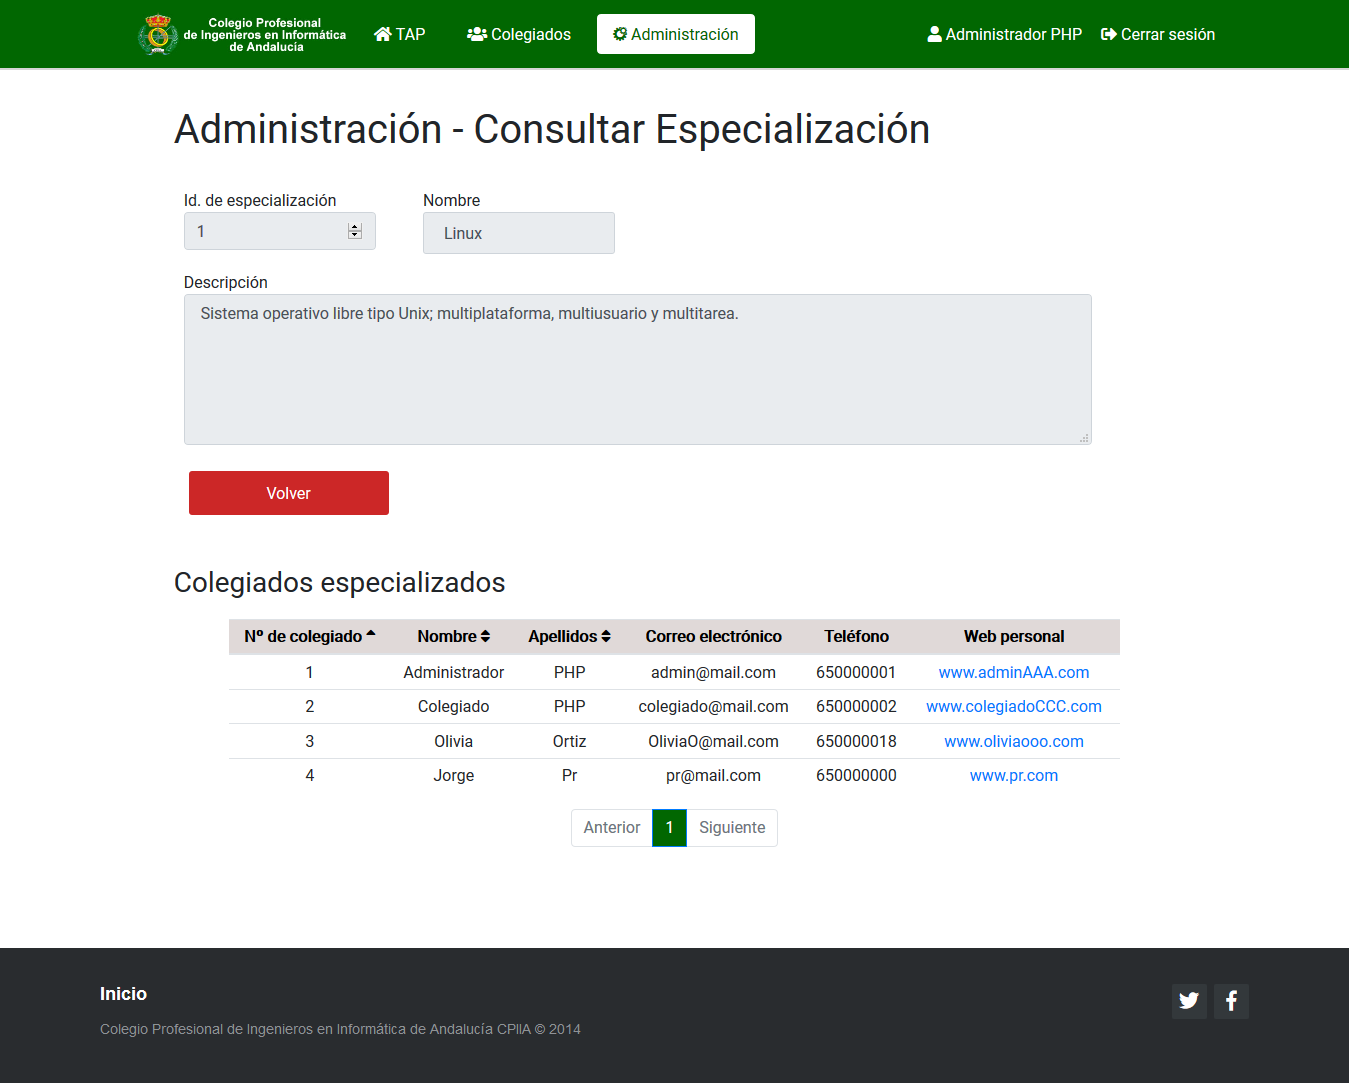 Colegio Profesional
de Ingenieros en Informática
de Andalucía
TAP
Colegiados
Administración
Administrador PHP
Cerrar sesión
Administración - Consultar Especialización
Id. de especialización
Nombre
1
Linux
Descripción
Sistema operativo libre tipo Unix; multiplataforma, multiusuario y multitarea.
Volver
Colegiados especializados
Nº de colegiado Nombre Apellidos Correo electrónico Teléfono Web personal
1 Administrador PHP admin@mail.com 650000001 www.adminAAA.com
2 Colegiado PHP colegiado@mail.com 650000002 www.colegiadoCCC.com
3 Olivia Ortiz OliviaO@mail.com 650000018 www.oliviaooo.com
4 Jorge Pr pr@mail.com 650000000 www.pr.com
Anterior 1 Siguiente
Inicio
Colegio Profesional de Ingenieros en Informática de Andalucía CPIIA © 2014